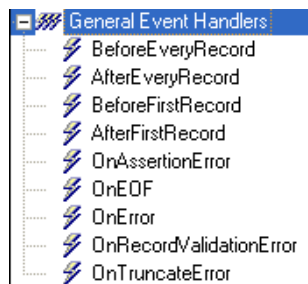 General Event Handlers
BeforeEveryRecord
AfterEveryRecord
BeforeFirstRecord
AfterFirstRecord
OnAssertionError
OnEOF
OnError
OnRecordValidationError
OnTruncateError